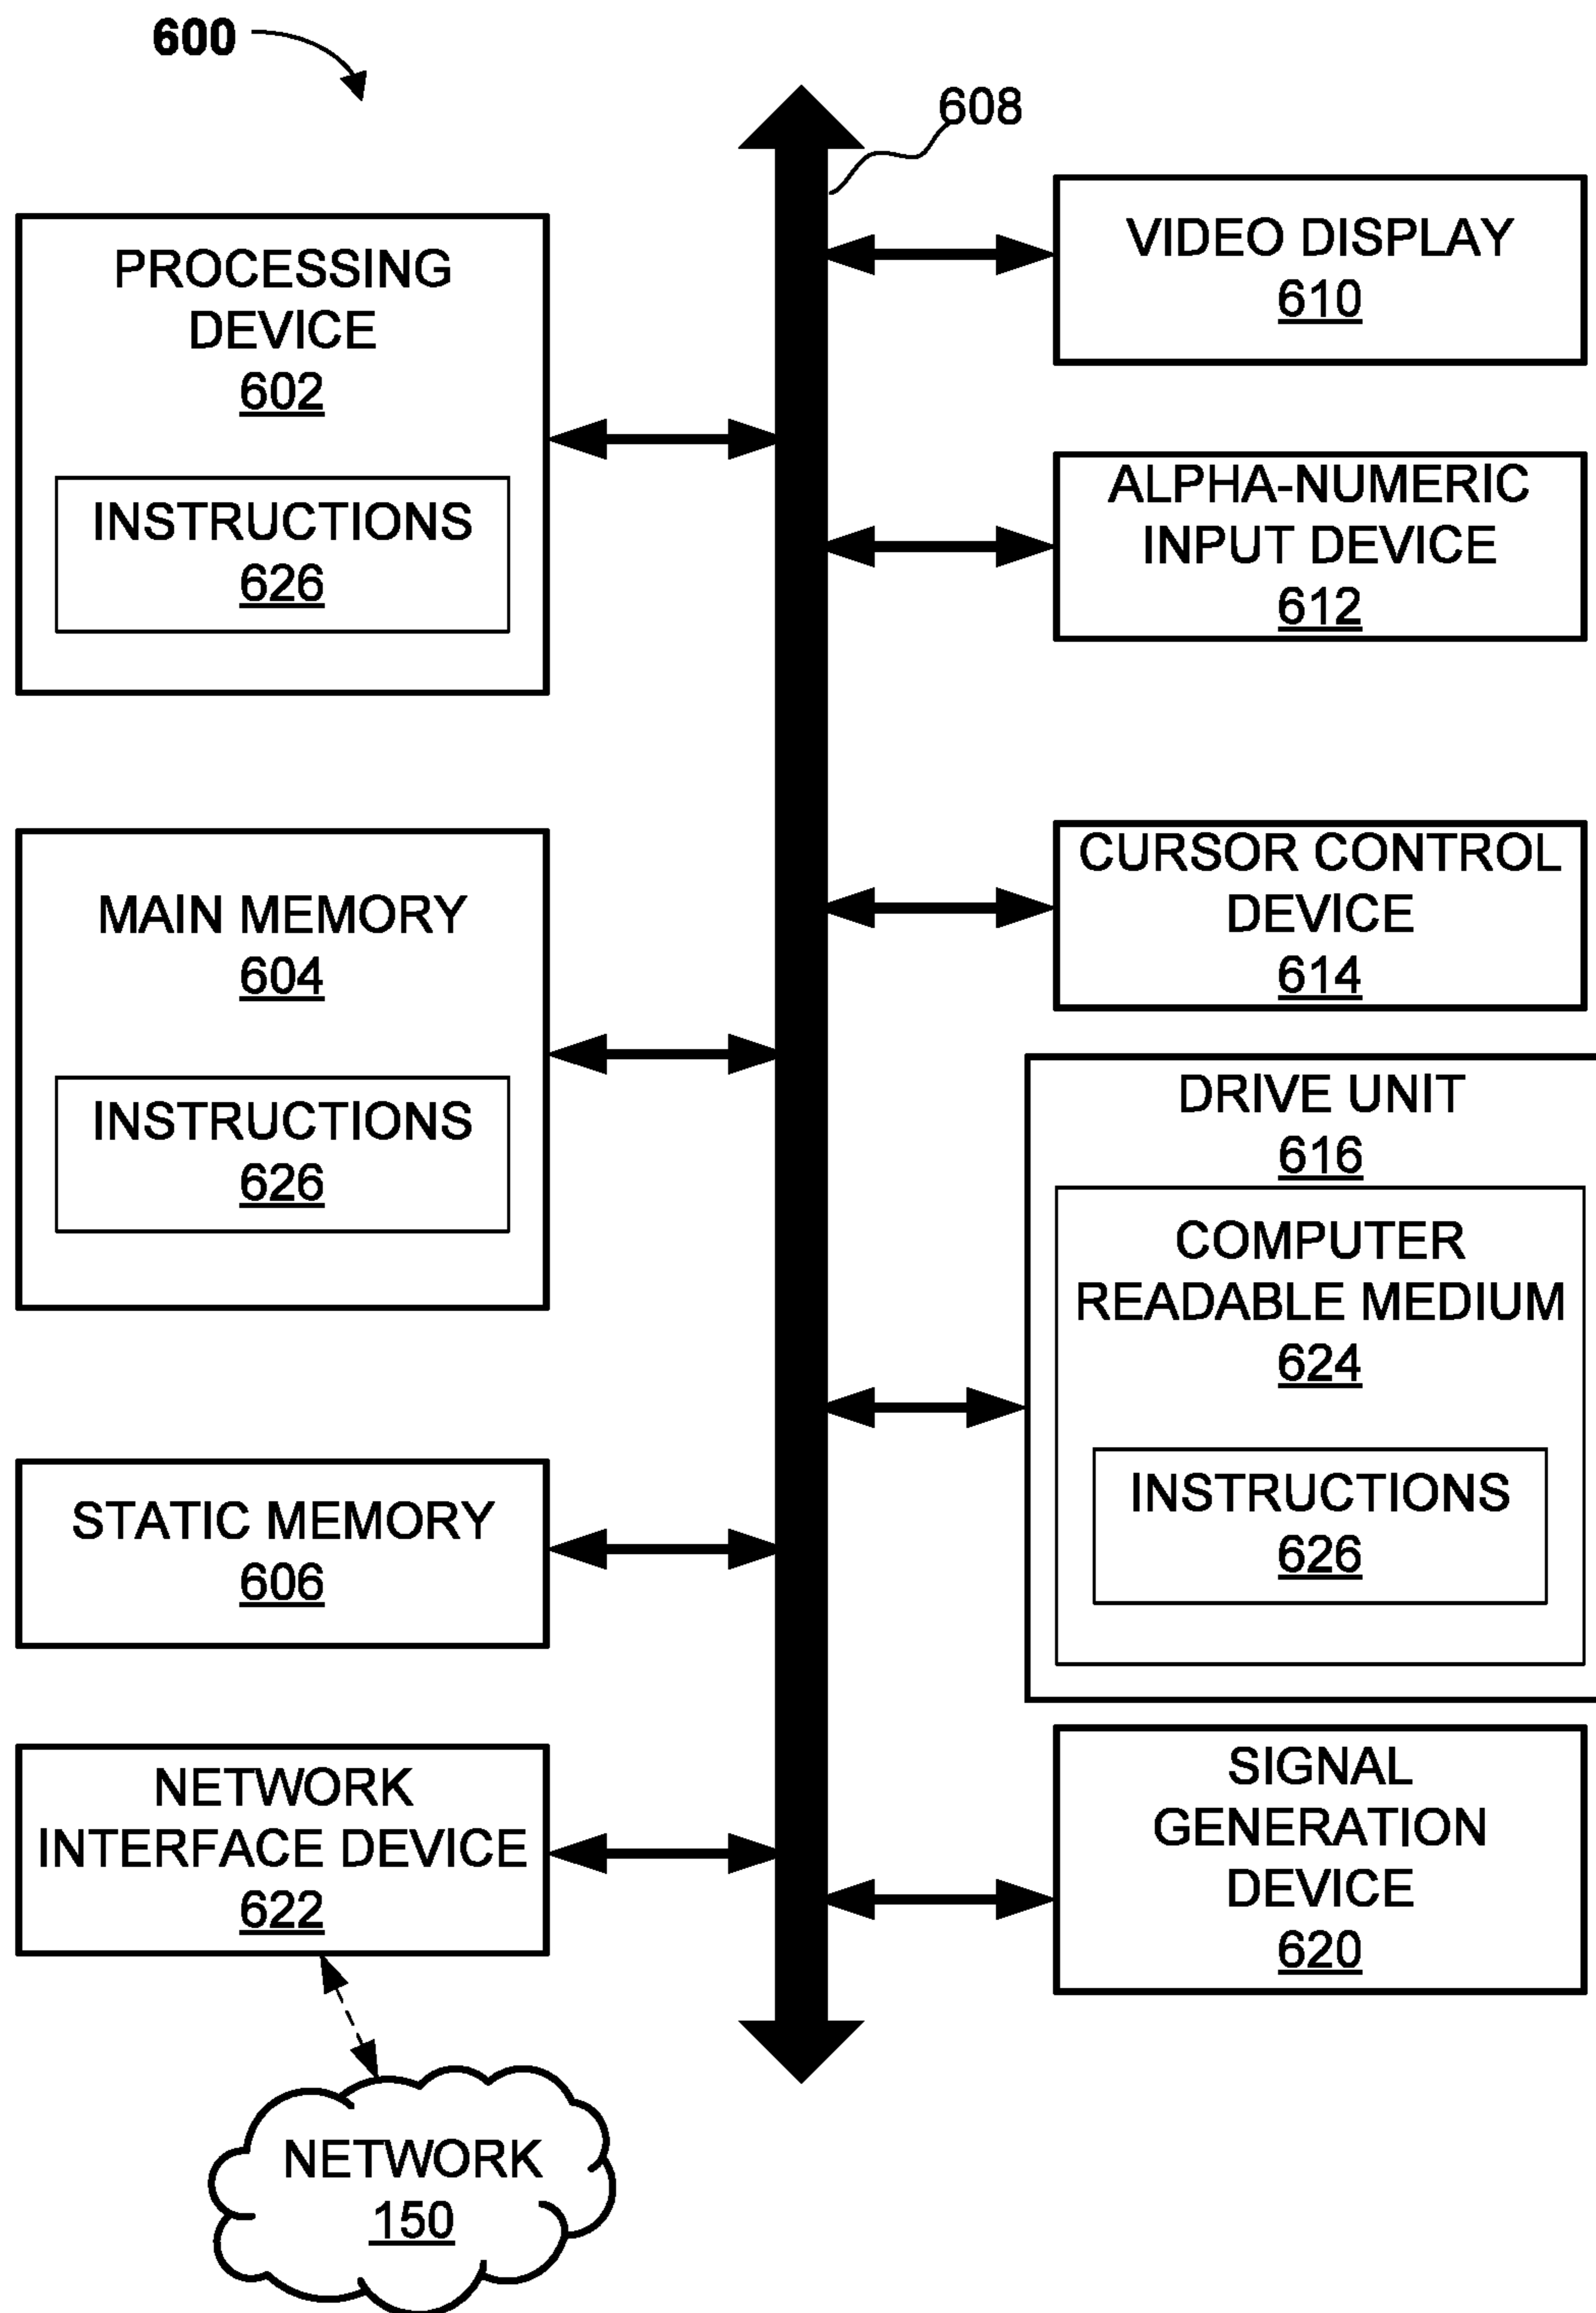 600
608
PROCESSING
DEVICE
602
INSTRUCTIONS
626
MAIN MEMORY
604
INSTRUCTIONS
626
STATIC MEMORY
606
NETWORK
INTERFACE DEVICE
622
NETWORK
150
VIDEO DISPLAY
610
ALPHA-NUMERIC
INPUT DEVICE
612
CURSOR CONTROL
DEVICE
614
DRIVE UNIT
616
COMPUTER
READABLE MEDIUM
624
INSTRUCTIONS
626
SIGNAL
GENERATION
DEVICE
620